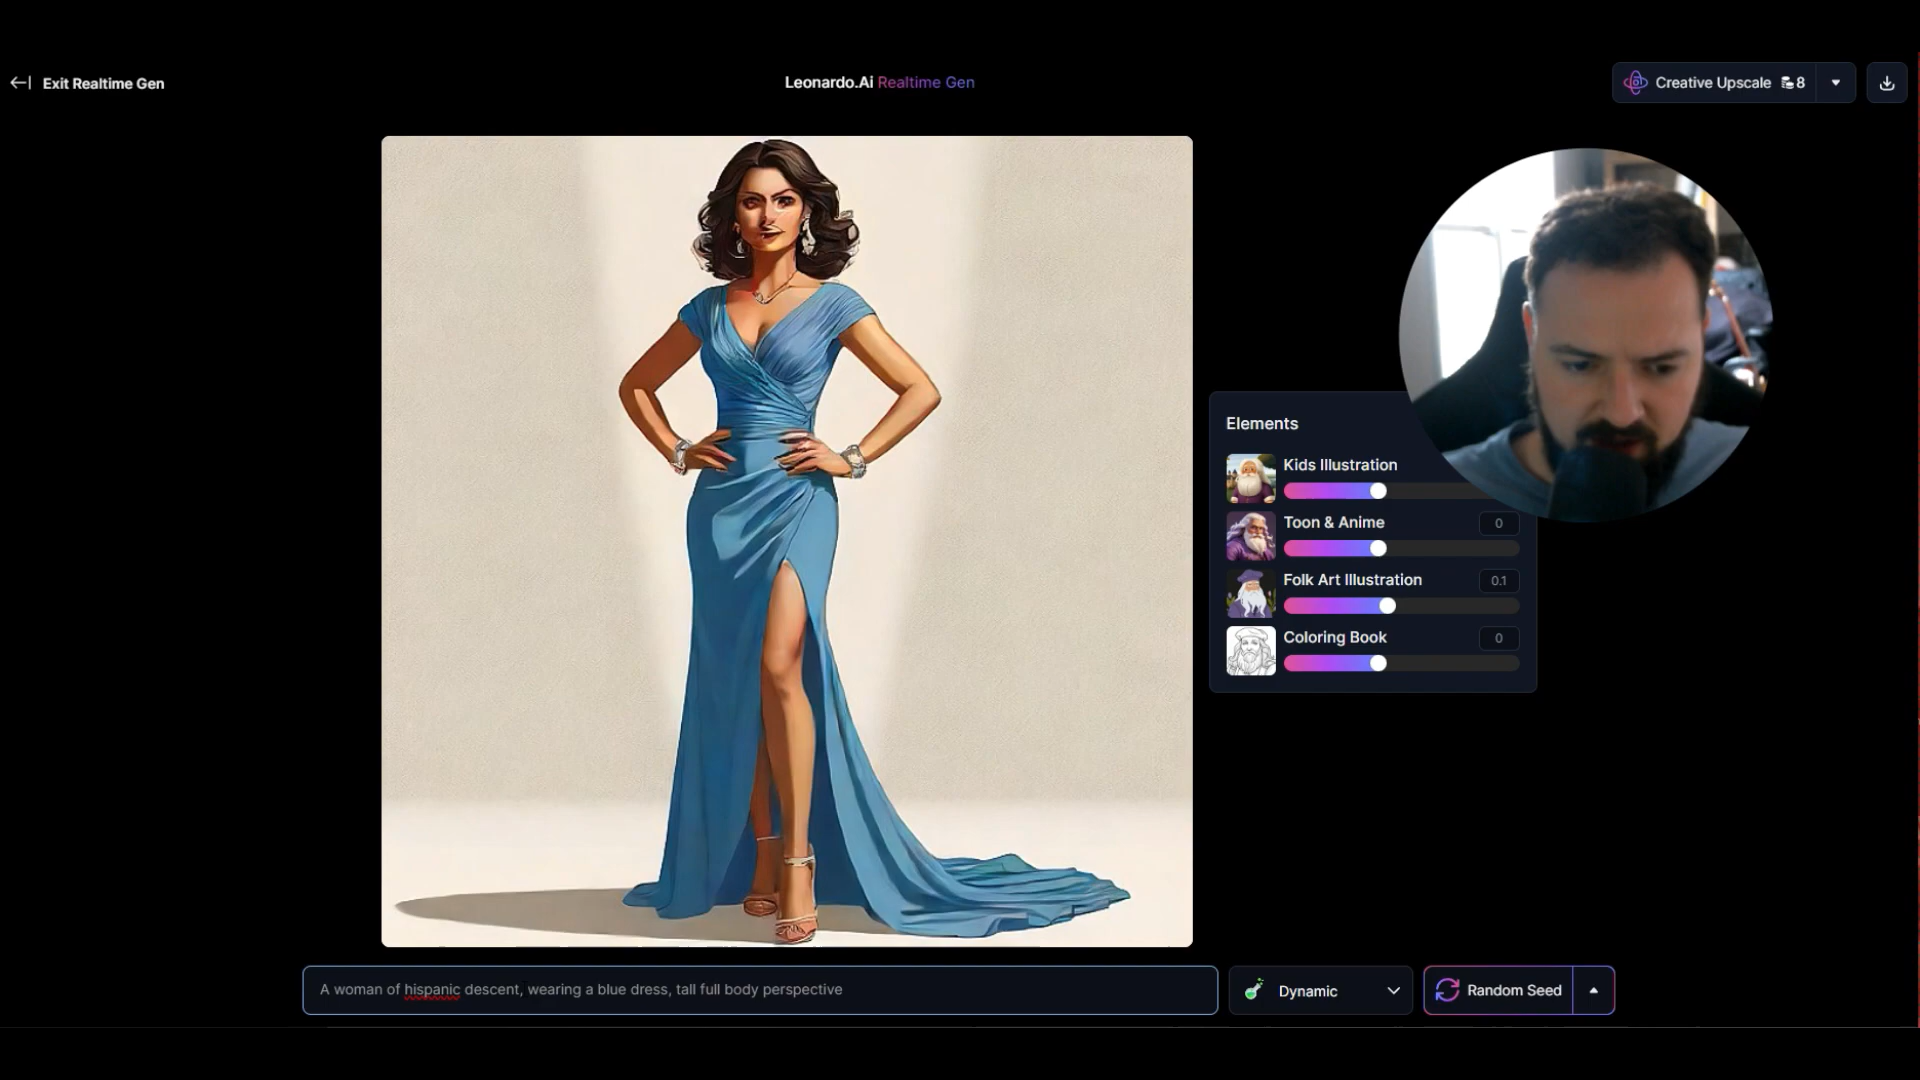 Exit Realtime Gen
Leonardo.Ai Realtime Gen
Creative Upscale 8
Elements
Kids Illustration
Toon & Anime 0
Folk Art Illustration 0.1
Coloring Book 0
A woman of hispanic descent, wearing a blue dress, tall full body perspective
Dynamic
Random Seed